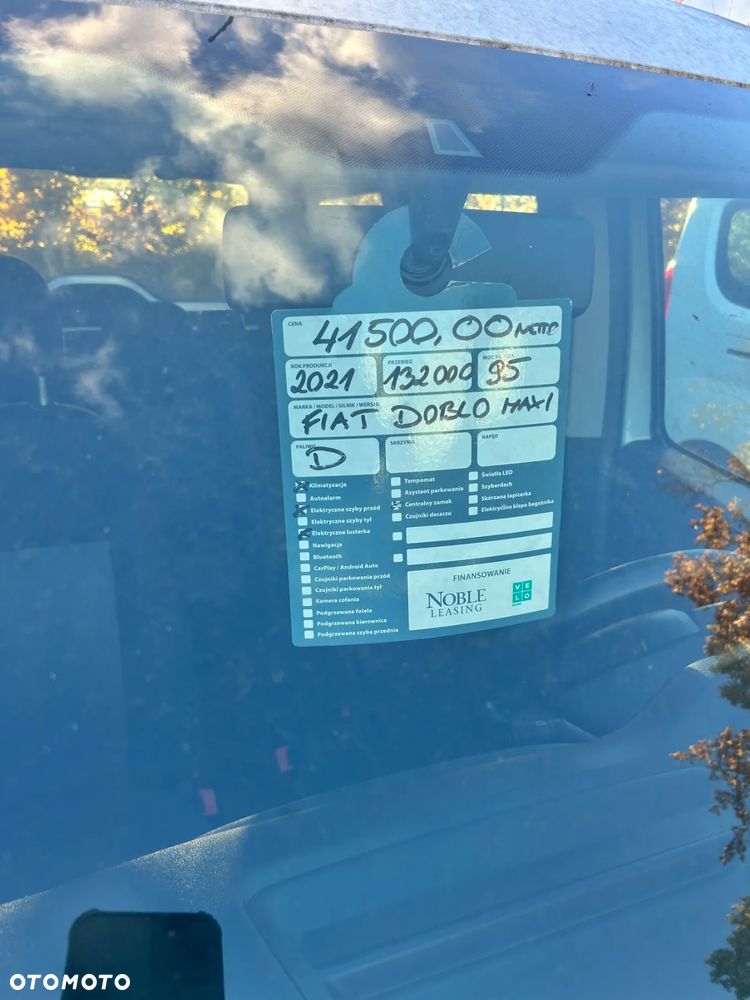 CENA 41500,00 NETTO
ROK PRODUKCJI PRZEBIEG
2021 132000 95
MARKA / MODEL / SILNIK / WERSJA
FIAT DOBLO MAXI
PALIWO SKRZYNIA NAPĘD
D
Klimatyzacja
Autoalarm
Elektryczne szyby przód
Elektryczne szyby tył
Elektryczne lusterka
Nawigacja
Bluetooth
CarPlay / Android Auto
Czujniki parkowania przód
Czujniki parkowania tył
Kamera cofania
Podgrzewane fotele
Podgrzewana kierownica
Podgrzewana szyba przednia
Tempomat
Asystent parkowania
Centralny zamek
Czujniki deszczu
Światła LED
Szyberdach
Skórzana tapicerka
Elektryczna klapa bagażnika
FINANSOWANIE
NOBLE
LEASING
VE
LO
OTOMOTO